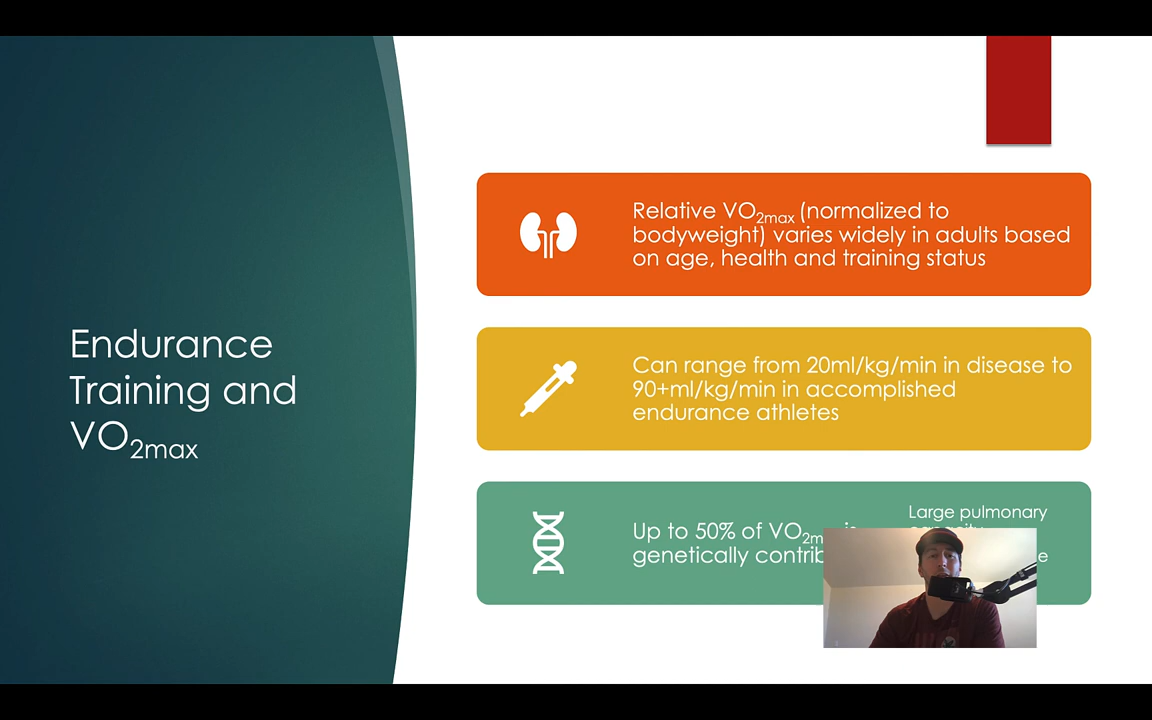 Endurance
Training and
VO2max
Relative VO2max (normalized to
bodyweight) varies widely in adults based
on age, health and training status
Can range from 20ml/kg/min in disease to
90+ml/kg/min in accomplished
endurance athletes
Up to 50% of VO2m is
genetically contrib
Large pulmonary
capacity